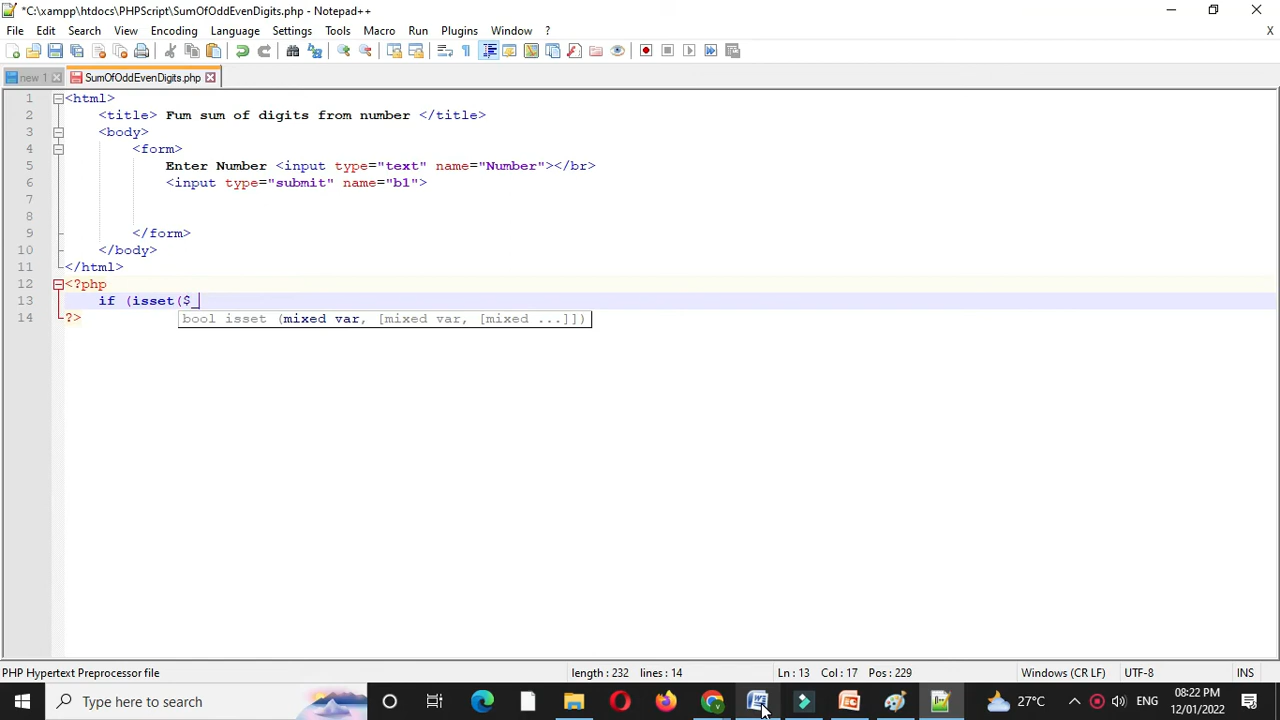 *C:\xampp\htdocs\PHPScript\SumOfOddEvenDigits.php - Notepad++
File Edit Search View Encoding Language Settings Tools Macro Run Plugins Window ? X
new 1 SumOfOddEvenDigits.php
1 <html>
2 <title> Fum sum of digits from number </title>
3 <body>
4 <form>
5 Enter Number <input type="text" name="Number"></br>
6 <input type="submit" name="b1">
7
8
9 </form>
10 </body>
11 </html>
12 <?php
13 if (isset($_
14 ?>
bool isset (mixed var, [mixed var, [mixed ...]])
PHP Hypertext Preprocessor file length : 232 lines : 14 Ln : 13 Col : 17 Pos : 229 Windows (CR LF) UTF-8 INS
Type here to search 27°C ENG 08:22 PM
12/01/2022